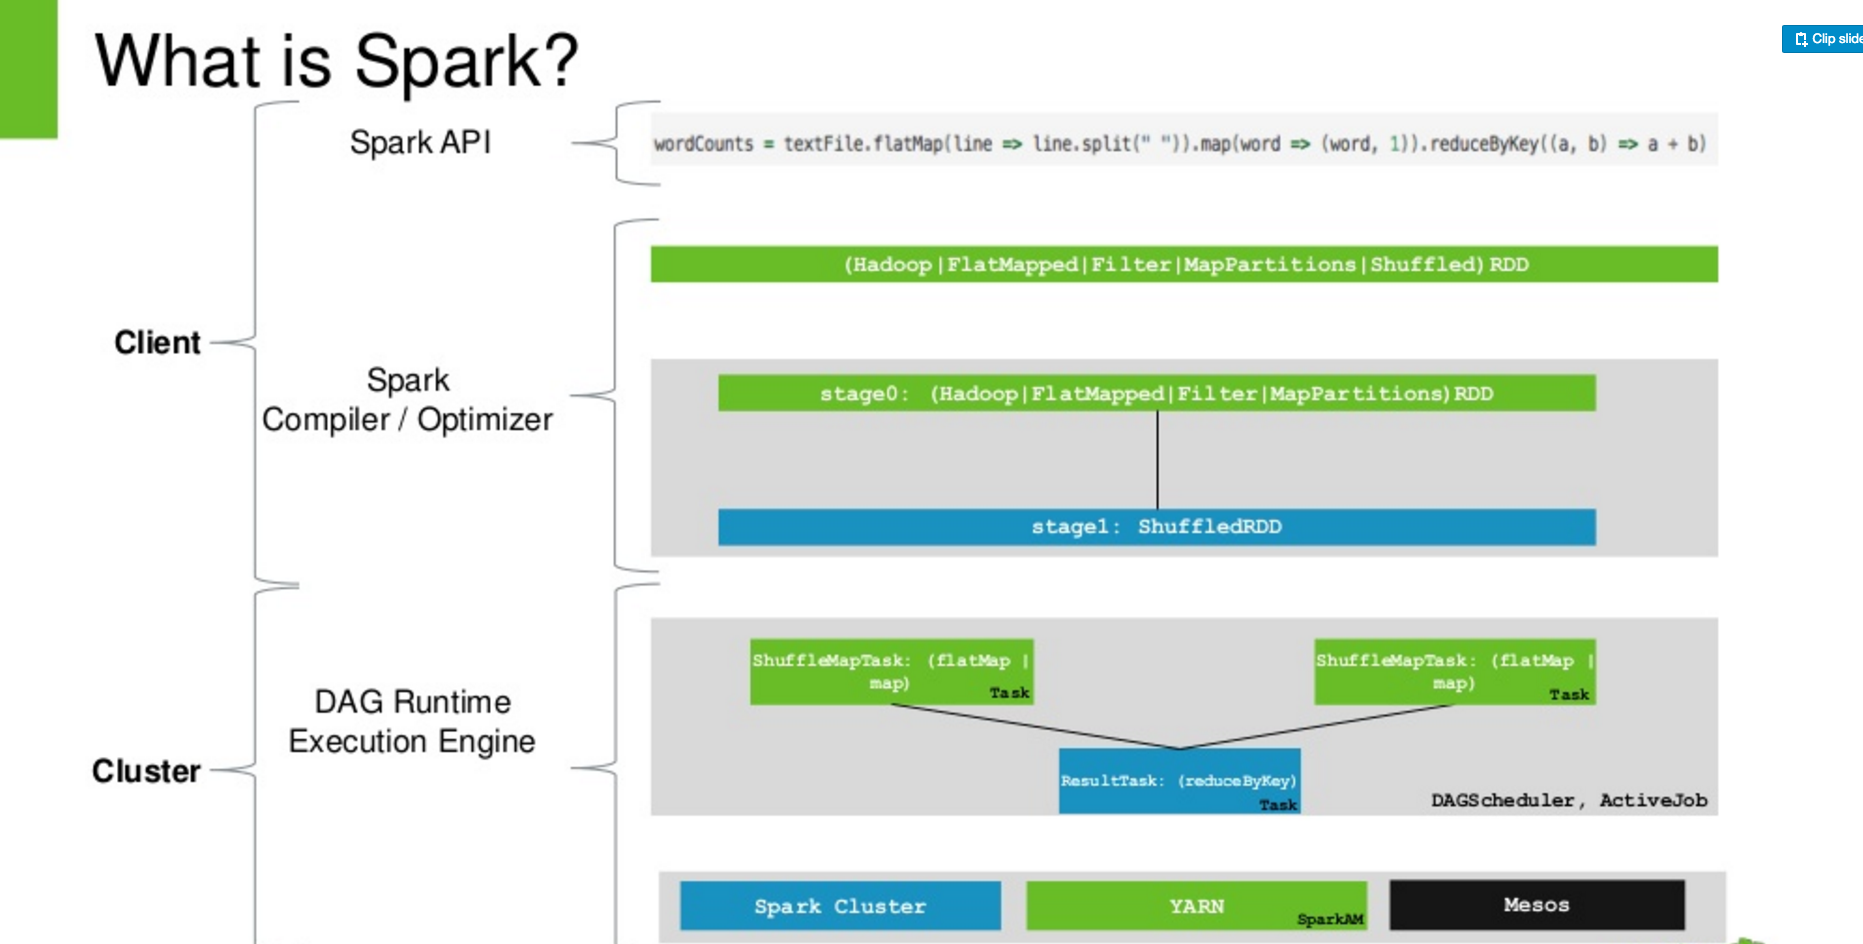 What is Spark?
Clip slide
Spark API
wordCounts = textFile.flatMap(line => line.split(" ")).map(word => (word, 1)).reduceByKey((a, b) => a + b)
(Hadoop|FlatMapped|Filter|MapPartitions|Shuffled)RDD
Client
Spark
Compiler / Optimizer
stage0: (Hadoop|FlatMapped|Filter|MapPartitions)RDD
stage1: ShuffledRDD
Cluster
DAG Runtime
Execution Engine
ShuffleMapTask: (flatMap |
map)
Task
ShuffleMapTask: (flatMap |
map)
Task
ResultTask: (reduceByKey)
Task
DAGScheduler, ActiveJob
Spark Cluster
YARN
SparkAM
Mesos